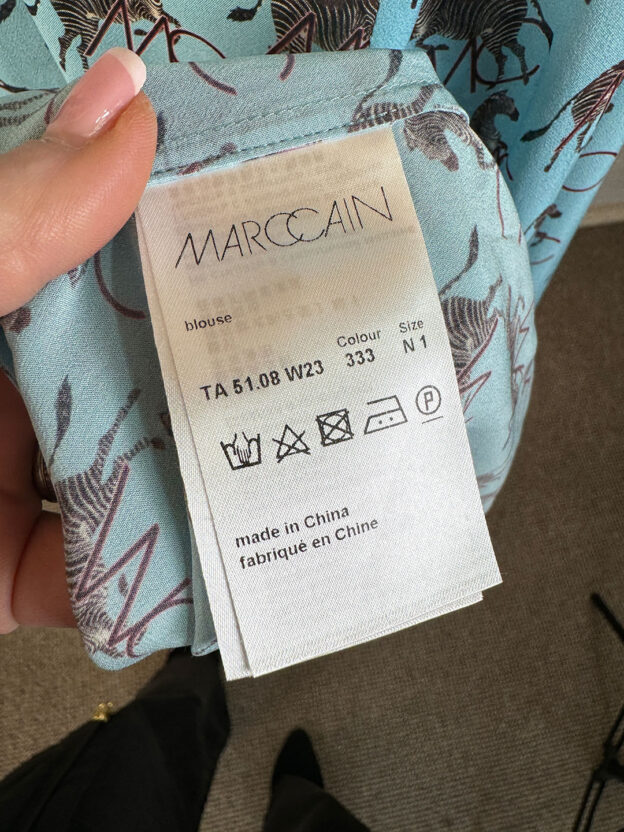 MARCCAIN
blouse
Colour Size
TA 51.08 W23 333 N 1
P
made in China
fabriqué en Chine